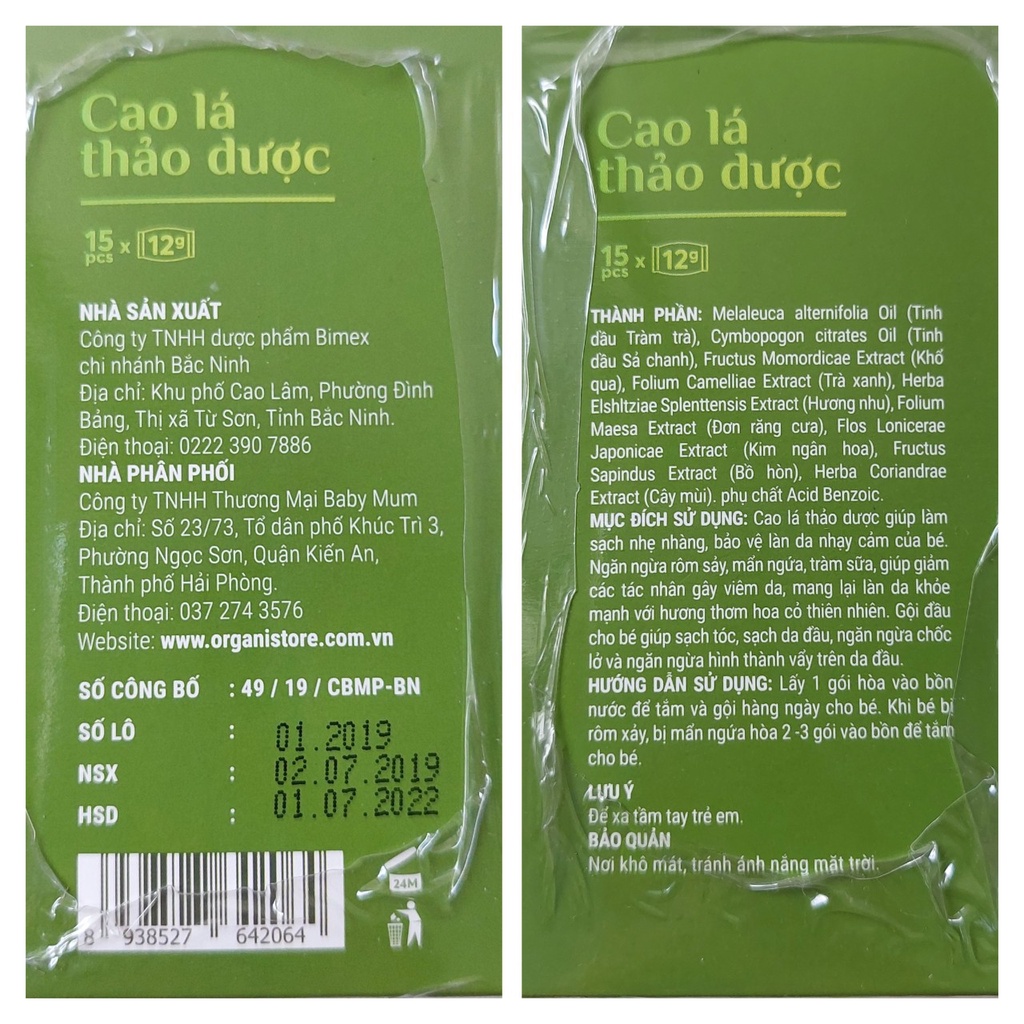 Cao lá
thảo dược
15 pcs x 12g
NHÀ SẢN XUẤT
Công ty TNHH dược phẩm Bimex
chi nhánh Bắc Ninh
Địa chỉ: Khu phố Cao Lâm, Phường Đình
Bảng, Thị xã Từ Sơn, Tỉnh Bắc Ninh.
Điện thoại: 0222 390 7886
NHÀ PHÂN PHỐI
Công ty TNHH Thương Mại Baby Mum
Địa chỉ: Số 23/73, Tổ dân phố Khúc Trì 3,
Phường Ngọc Sơn, Quận Kiến An,
Thành phố Hải Phòng.
Điện thoại: 037 274 3576
Website: www.organistore.com.vn
SỐ CÔNG BỐ : 49 / 19 / CBMP-BN
SỐ LÔ : 01.2019
NSX : 02.07.2019
HSD : 01.07.2022
24M
8 938527 642064
Cao lá
thảo dược
15 pcs x 12g
THÀNH PHẦN: Melaleuca alternifolia Oil (Tinh
dầu Tràm trà), Cymbopogon citrates Oil (Tinh
dầu Sả chanh), Fructus Momordicae Extract (Khổ
qua), Folium Camelliae Extract (Trà xanh), Herba
Elshltziae Splenttensis Extract (Hương nhu), Folium
Maesa Extract (Đơn răng cưa), Flos Lonicerae
Japonicae Extract (Kim ngân hoa), Fructus
Sapindus Extract (Bồ hòn), Herba Coriandrae
Extract (Cây mùi). phụ chất Acid Benzoic.
MỤC ĐÍCH SỬ DỤNG: Cao lá thảo dược giúp làm
sạch nhẹ nhàng, bảo vệ làn da nhạy cảm của bé.
Ngăn ngừa rôm sảy, mẩn ngứa, tràm sữa, giúp giảm
các tác nhân gây viêm da, mang lại làn da khỏe
mạnh với hương thơm hoa cỏ thiên nhiên. Gội đầu
cho bé giúp sạch tóc, sạch da đầu, ngăn ngừa chốc
lở và ngăn ngừa hình thành vẩy trên da đầu.
HƯỚNG DẪN SỬ DỤNG: Lấy 1 gói hòa vào bồn
nước để tắm và gội hàng ngày cho bé. Khi bé bị
rôm xảy, bị mẩn ngứa hòa 2 -3 gói vào bồn để tắm
cho bé.
LƯU Ý
Để xa tầm tay trẻ em.
BẢO QUẢN
Nơi khô mát, tránh ánh nắng mặt trời.